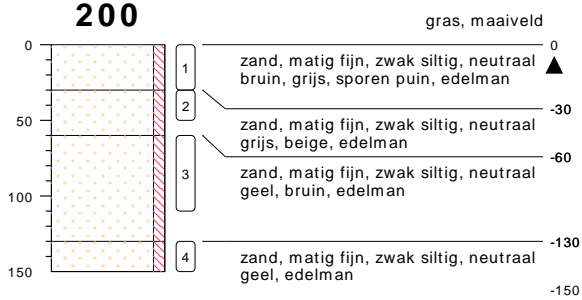 200
gras, maaiveld
0
0
1
zand, matig fijn, zwak siltig, neutraal
bruin, grijs, sporen puin, edelman
-30
2
50
zand, matig fijn, zwak siltig, neutraal
grijs, beige, edelman
-60
3
zand, matig fijn, zwak siltig, neutraal
geel, bruin, edelman
100
-130
4
zand, matig fijn, zwak siltig, neutraal
geel, edelman
150
-150